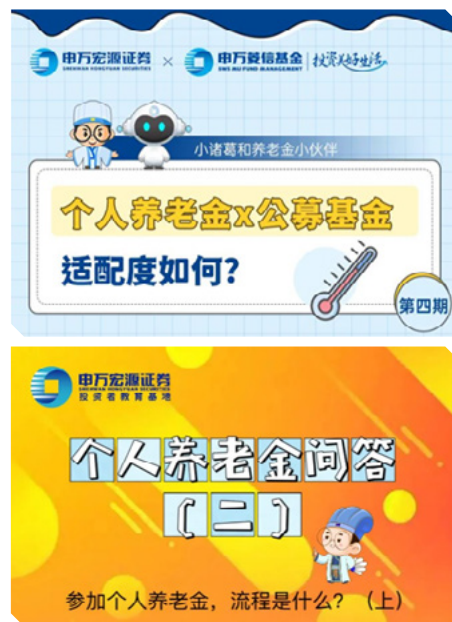 申万宏源证券 × 申万菱信基金 投资美好生活
SHENWAN HONGYUAN SECURITIES SWS MU FUND MANAGEMENT
小诸葛和养老金小伙伴
个人养老金x公募基金
适配度如何?
第四期
申万宏源证券
SHENWAN HONGYUAN SECURITIES
投资者教育基地
个人养老金问答
(二)
参加个人养老金,流程是什么?(上)